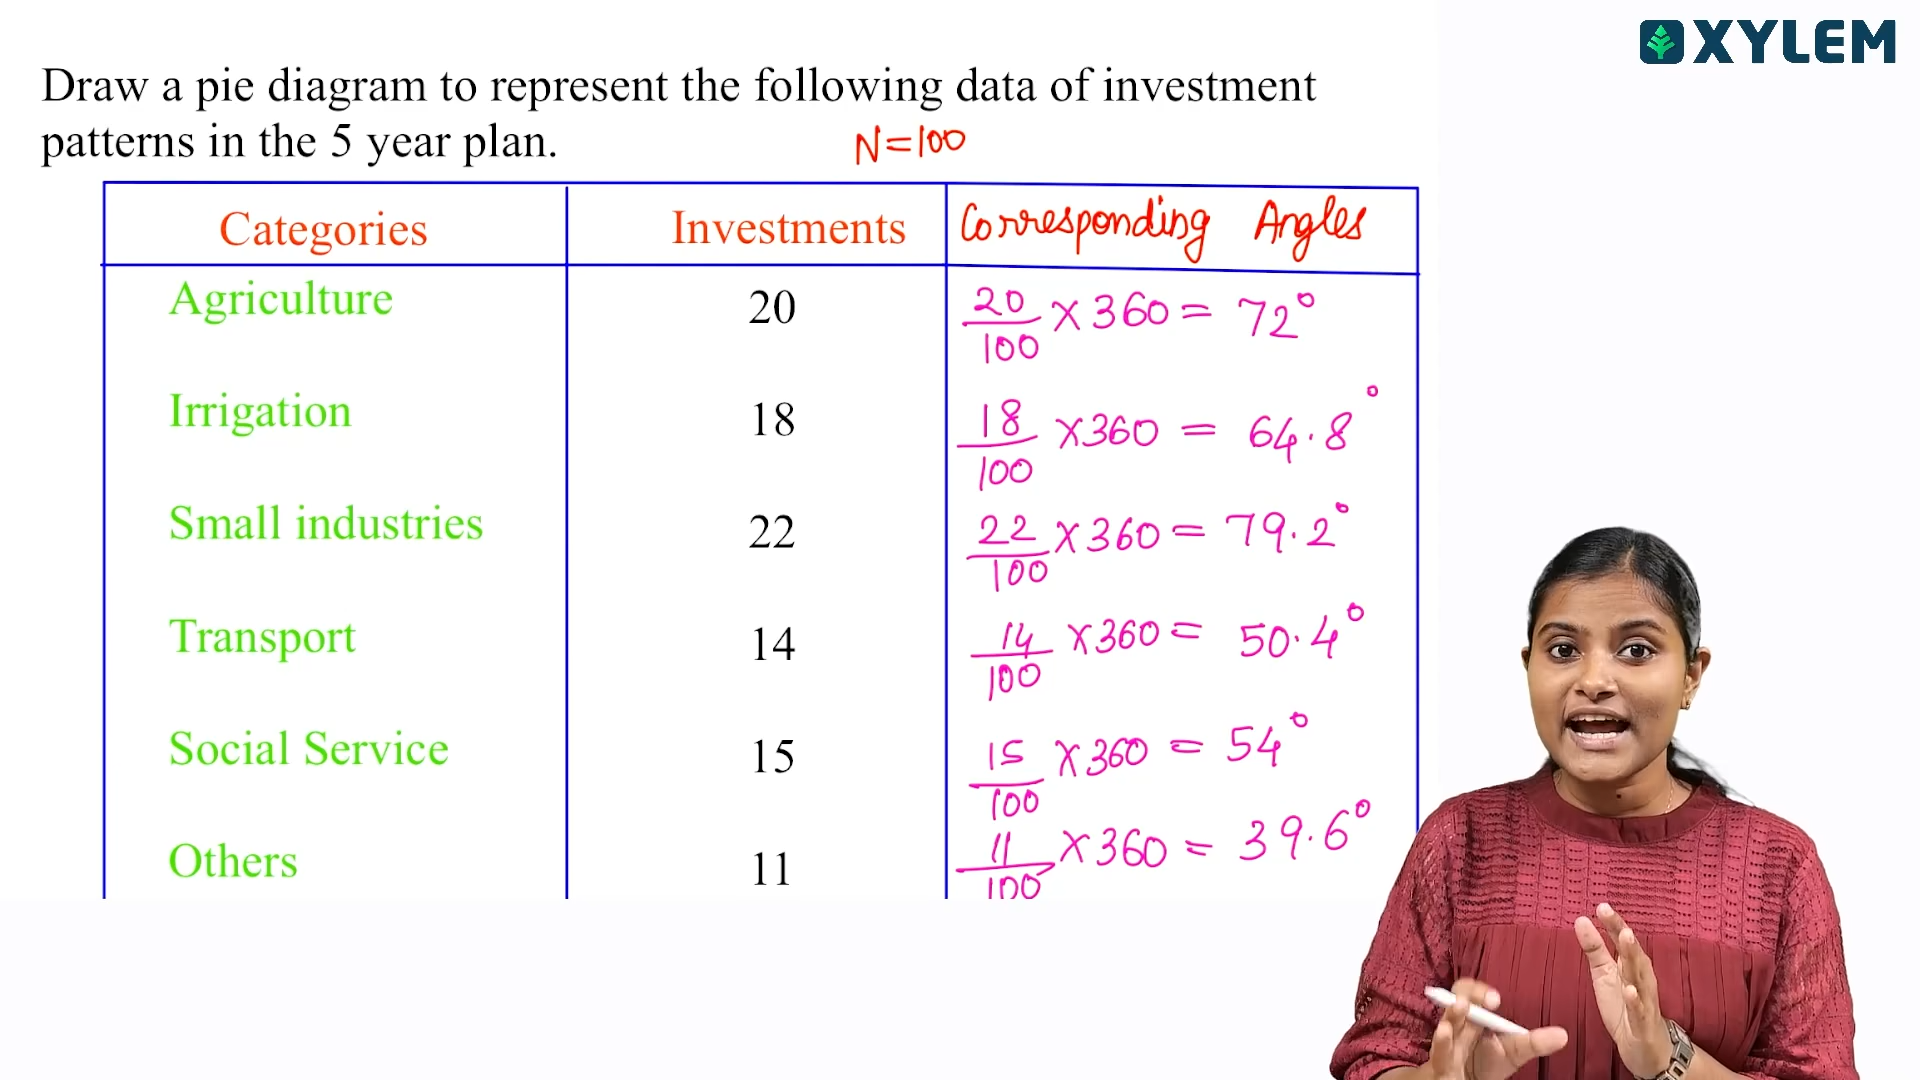 XYLEM
Draw a pie diagram to represent the following data of investment
patterns in the 5 year plan.
N=100
Categories Investments Corresponding Angles
Agriculture 20 20/100 × 360 = 72°
Irrigation 18 18/100 ×360 = 64.8°
Small industries 22 22/100 ×360 = 79.2°
Transport 14 14/100 ×360 = 50.4°
Social Service 15 15/100 ×360 = 54°
Others 11 11/100 ×360 = 39.6°